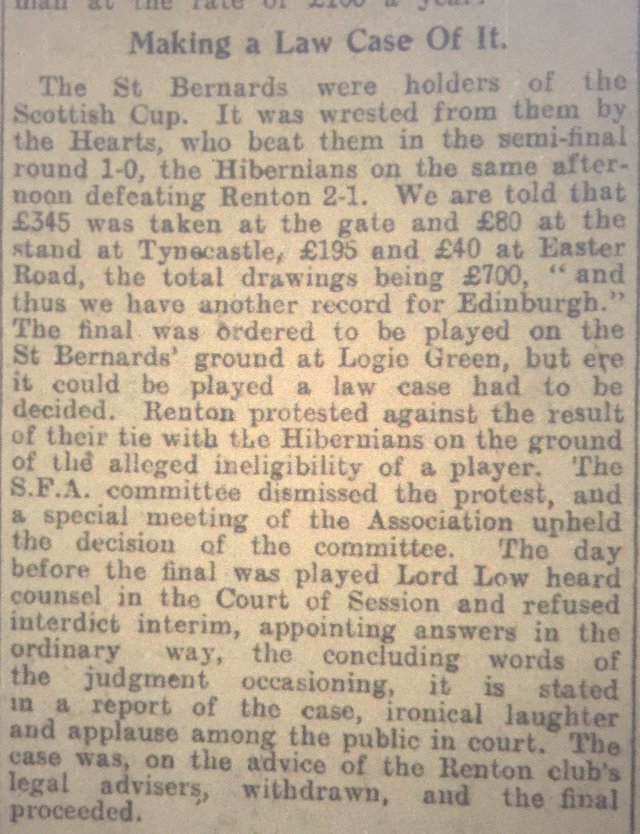 man at the rate of £100 a year.
Making a Law Case Of It.
The St Bernards were holders of the
Scottish Cup. It was wrested from them by
the Hearts, who beat them in the semi-final
round 1-0, the Hibernians on the same after-
noon defeating Renton 2-1. We are told that
£345 was taken at the gate and £80 at the
stand at Tynecastle, £195 and £40 at Easter
Road, the total drawings being £700, "and
thus we have another record for Edinburgh."
The final was ordered to be played on the
St Bernards' ground at Logie Green, but ere
it could be played a law case had to be
decided. Renton protested against the result
of their tie with the Hibernians on the ground
of the alleged ineligibility of a player. The
S.F.A. committee dismissed the protest, and
a special meeting of the Association upheld
the decision of the committee. The day
before the final was played Lord Low heard
counsel in the Court of Session and refused
interdict interim, appointing answers in the
ordinary way, the concluding words of
the judgment occasioning, it is stated
in a report of the case, ironical laughter
and applause among the public in court. The
case was, on the advice of the Renton club's
legal advisers, withdrawn, and the final
proceeded.